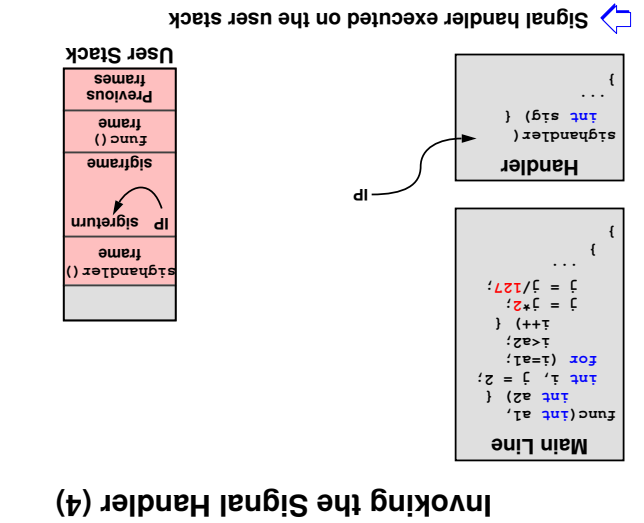 Invoking the Signal Handler (4)
Main Line
func(int a1,
int a2) {
int i, j = 2;
for (i=a1;
i<a2;
i++) {
j = j*2;
j = j/127;
...
}
}
Handler
sighandler(
int sig) {
...
}
IP
sighandler()
frame
IP sigreturn
sigframe
func()
frame
Previous
frames
User Stack
Signal handler executed on the user stack